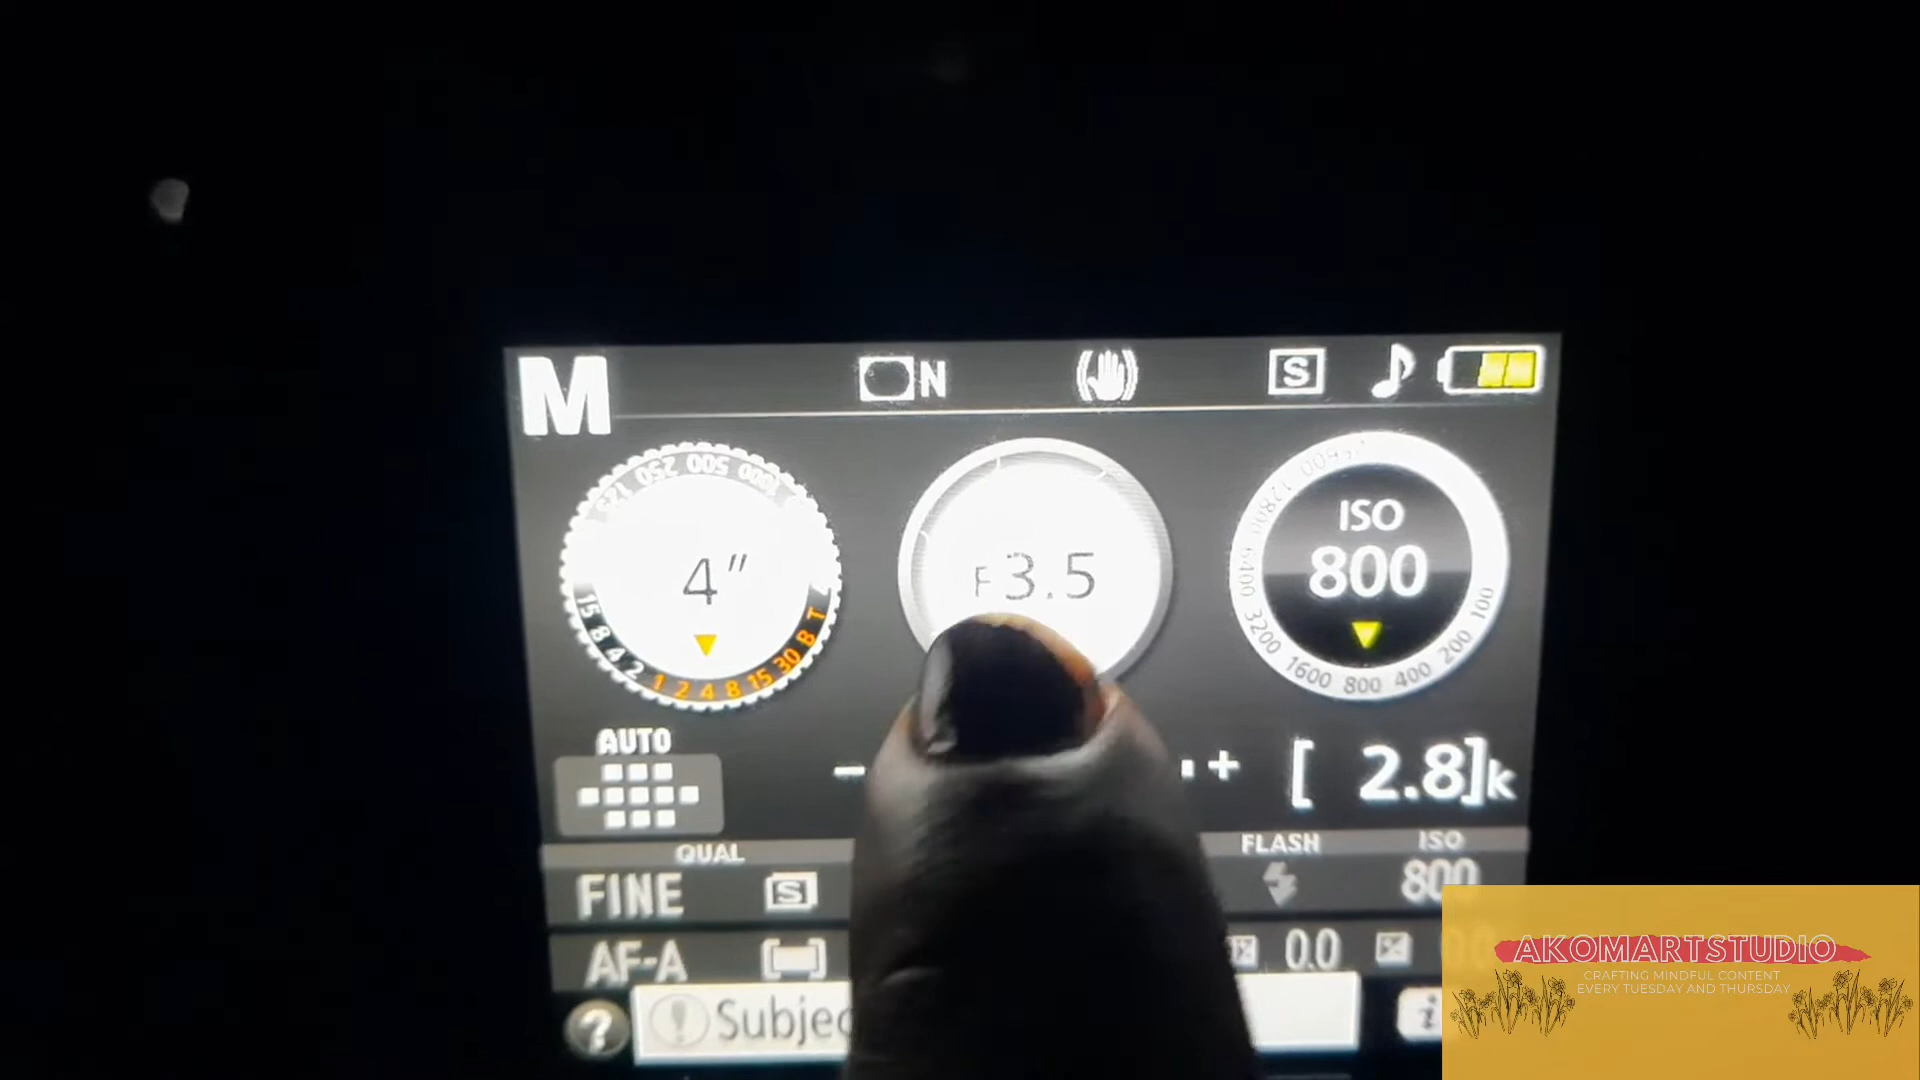 M
N
S
1000 500 250 125
4"
15 8 4 2 1 2 4 8 15 30 B T
F3.5
ISO
800
12800 6400 3200 1600 800 400 200 100
AUTO
− + [ 2.8]k
QUAL
FLASH
ISO
FINE
S
800
AF-A
0.0
0.0
?
Subjec
i
AKOMARTSTUDIO
CRAFTING MINDFUL CONTENT
EVERY TUESDAY AND THURSDAY